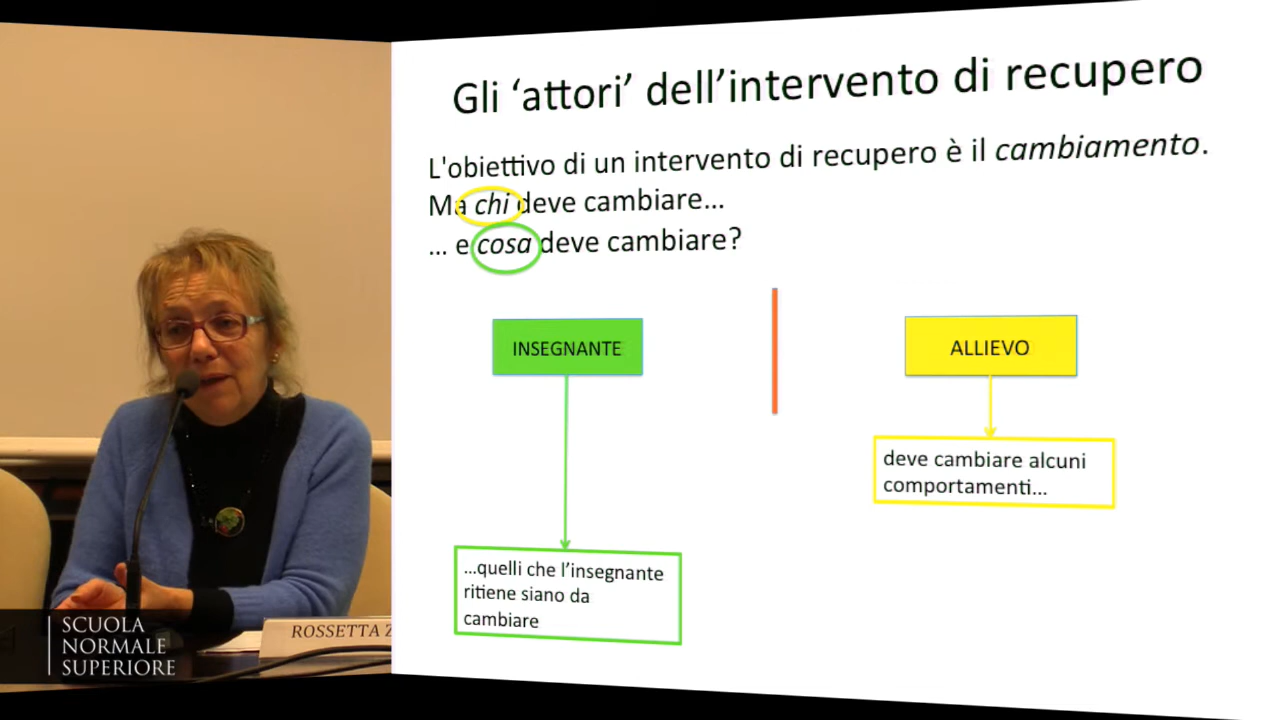 Gli ‘attori’ dell’intervento di recupero
L'obiettivo di un intervento di recupero è il cambiamento.
Ma chi deve cambiare...
... e cosa deve cambiare?
INSEGNANTE
ALLIEVO
deve cambiare alcuni
comportamenti...
...quelli che l’insegnante
ritiene siano da
cambiare
ROSSETTA Z
SCUOLA
NORMALE
SUPERIORE